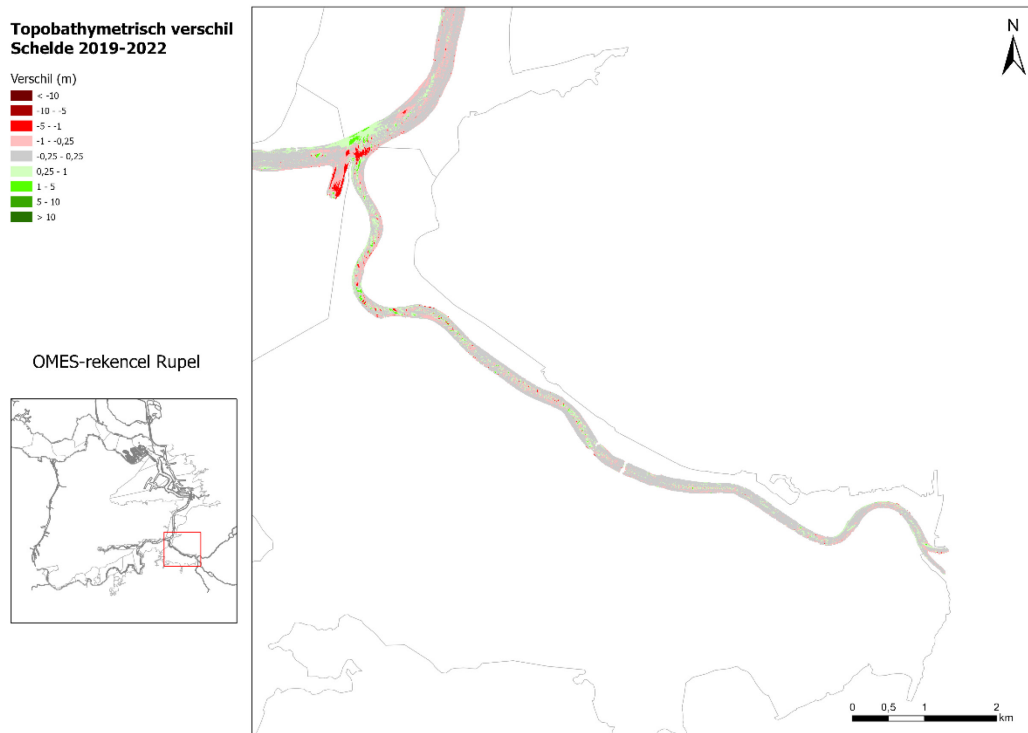 Topobathymetrisch verschil
Schelde 2019-2022
Verschil (m)
< -10
-10 - -5
-5 - -1
-1 - -0,25
-0,25 - 0,25
0,25 - 1
1 - 5
5 - 10
> 10
OMES-rekencel Rupel
N
0 0,5 1 2
km